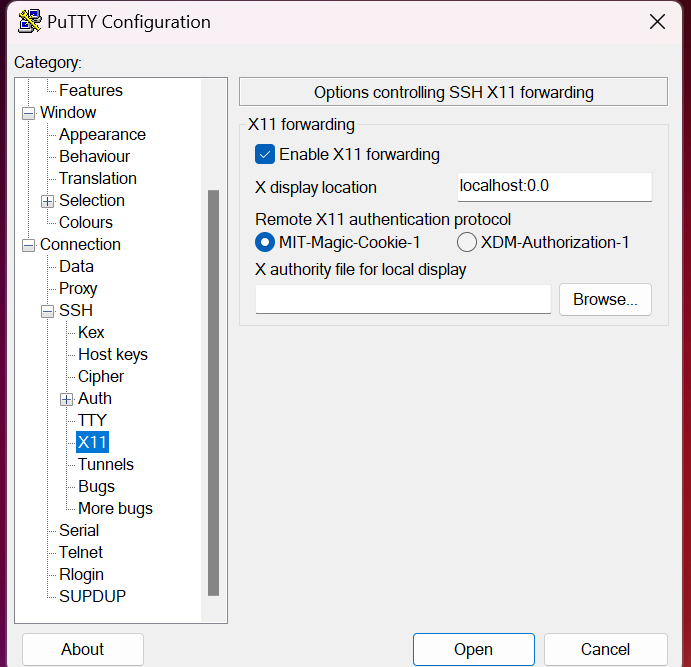 PuTTY Configuration
Category:
Features
Window
Appearance
Behaviour
Translation
Selection
Colours
Connection
Data
Proxy
SSH
Kex
Host keys
Cipher
Auth
TTY
X11
Tunnels
Bugs
More bugs
Serial
Telnet
Rlogin
SUPDUP
Options controlling SSH X11 forwarding
X11 forwarding
Enable X11 forwarding
X display location localhost:0.0
Remote X11 authentication protocol
MIT-Magic-Cookie-1 XDM-Authorization-1
X authority file for local display
Browse...
About Open Cancel